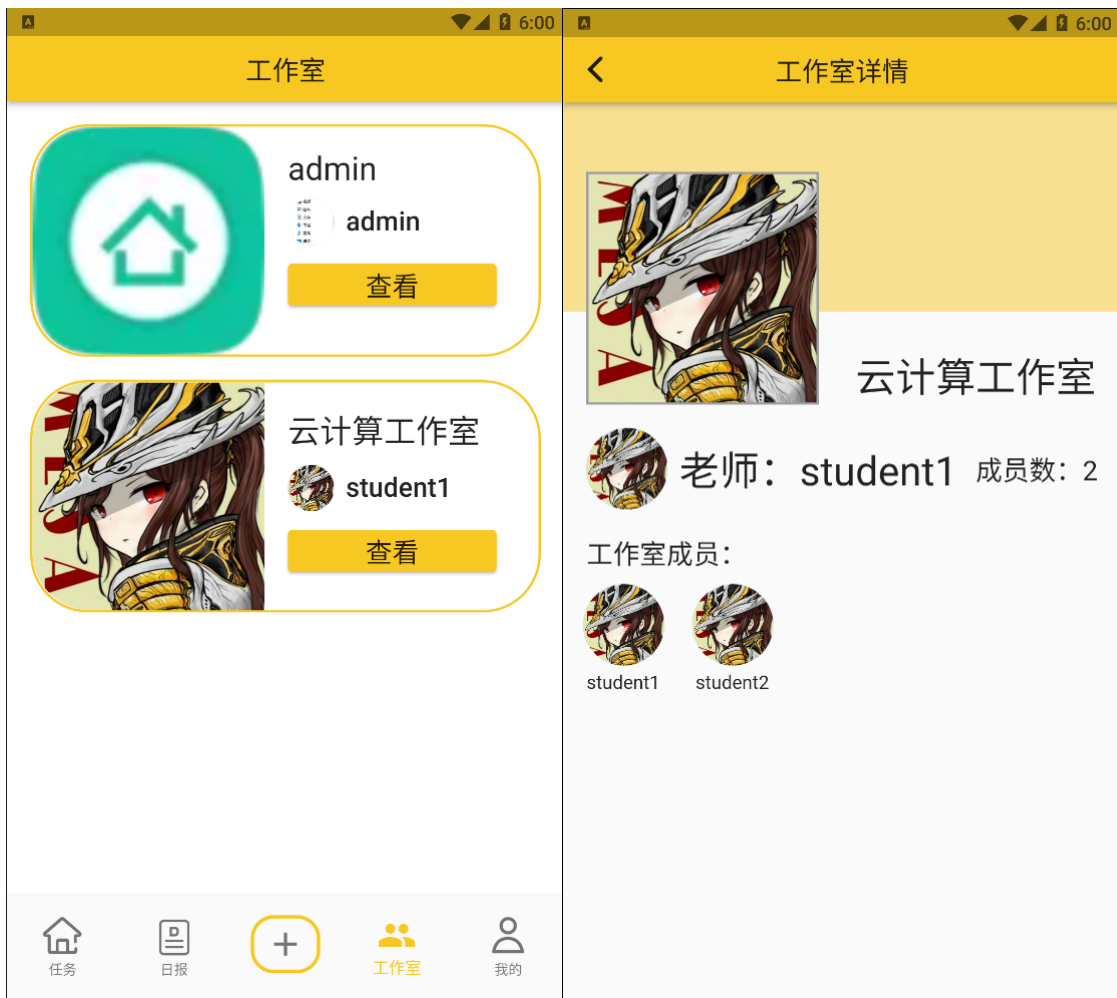 6:00
工作室
admin
admin
查看
云计算工作室
student1
查看
任务
日报
工作室
我的
6:00
工作室详情
云计算工作室
老师：student1 成员数：2
工作室成员：
student1 student2